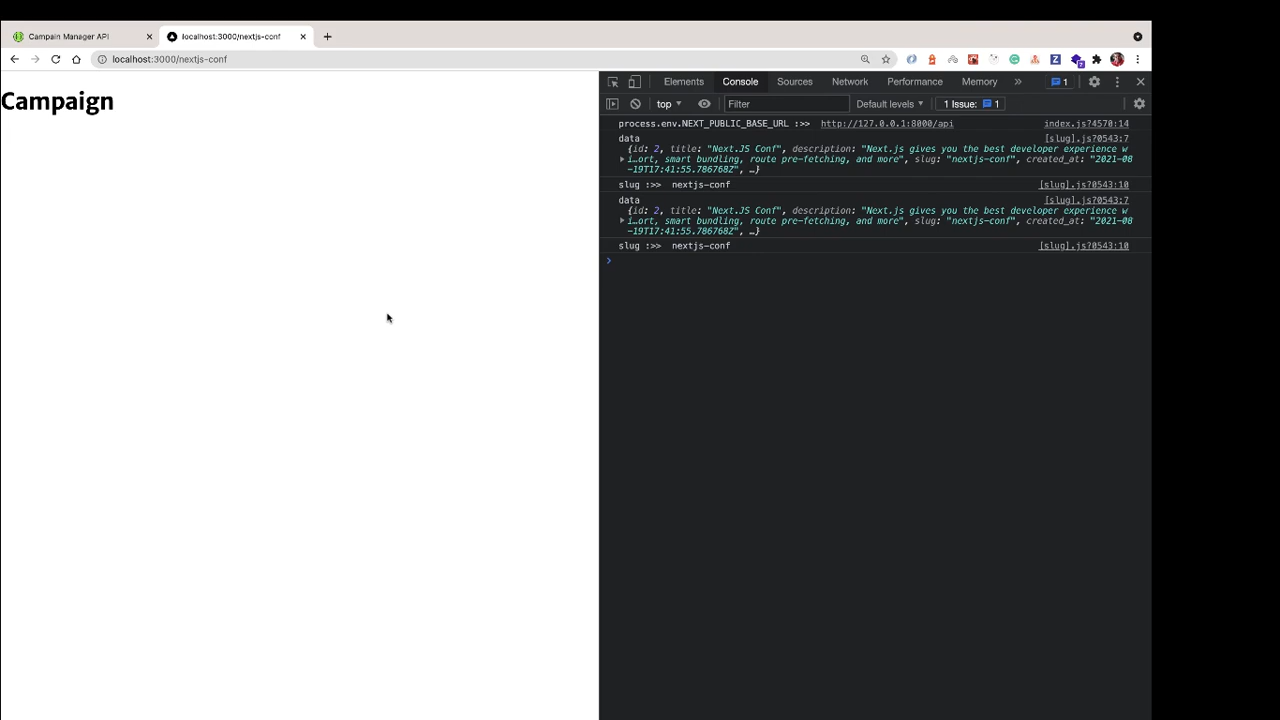 Campain Manager API
localhost:3000/nextjs-conf
localhost:3000/nextjs-conf
Elements Console Sources Network Performance Memory » 1
top Filter Default levels 1 Issue: 1
Campaign
process.env.NEXT_PUBLIC_BASE_URL :>> http://127.0.0.1:8000/api index.js?4570:14
data [slug].js?0543:7
{id: 2, title: "Next.JS Conf", description: "Next.js gives you the best developer experience w
i…ort, smart bundling, route pre-fetching, and more", slug: "nextjs-conf", created_at: "2021-08
-19T17:41:55.786768Z", …}
slug :>> nextjs-conf [slug].js?0543:10
data [slug].js?0543:7
{id: 2, title: "Next.JS Conf", description: "Next.js gives you the best developer experience w
i…ort, smart bundling, route pre-fetching, and more", slug: "nextjs-conf", created_at: "2021-08
-19T17:41:55.786768Z", …}
slug :>> nextjs-conf [slug].js?0543:10